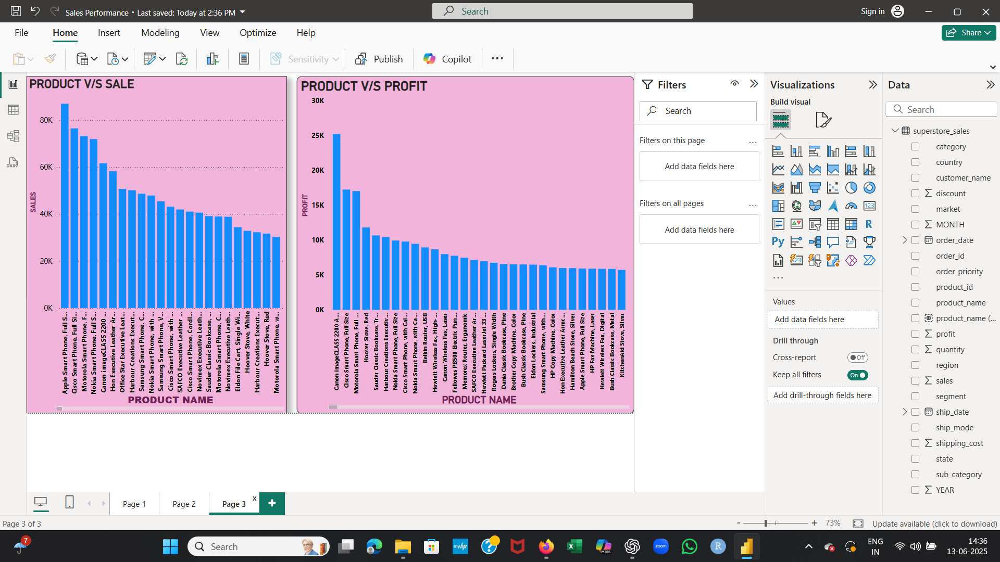 Sales Performance • Last saved: Today at 2:36 PM
Search
Sign in
File
Home
Insert
Modeling
View
Optimize
Help
Share
Sensitivity
Publish
Copilot
...
PRODUCT V/S SALE
80K
60K
40K
20K
0K
SALES
Apple Smart Phone, Full S...
Cisco Smart Phone, Full Si...
Motorola Smart Phone, F...
Nokia Smart Phone, Full S...
Canon imageCLASS 2200 ...
Hon Executive Leather Ar...
Office Star Executive Leat...
Harbour Creations Execut...
Samsung Smart Phone, C...
Nokia Smart Phone, with ...
Samsung Smart Phone, V...
Cisco Smart Phone, with ...
SAFCO Executive Leather ...
Cisco Smart Phone, Cordl...
Novimex Executive Leath...
Sauder Classic Bookcase, ...
Motorola Smart Phone, C...
Novimex Executive Leath...
Eldon File Cart, Single Wi...
Hoover Stove, White
Harbour Creations Execut...
Hoover Stove, Red
Motorola Smart Phone, w...
PRODUCT NAME
PRODUCT V/S PROFIT
30K
25K
20K
15K
10K
5K
0K
PROFIT
Canon imageCLASS 2200 A...
Cisco Smart Phone, Full Size
Motorola Smart Phone, Full ...
Hoover Stove, Red
Sauder Classic Bookcase, Tr...
Harbour Creations Executiv...
Nokia Smart Phone, Full Size
Cisco Smart Phone, with Cal...
Nokia Smart Phone, with Ca...
Belkin Router, USB
Hewlett Wireless Fax, High-...
Canon Wireless Fax, Laser
Fellowes PB500 Electric Pun...
Memorex Router, Erganomic
SAFCO Executive Leather Ar...
Hewlett Packard LaserJet 33 ...
Rogers Lockers, Single Width
Dania Classic Bookcase, Pine
Brother Copy Machine, Color
Bush Classic Bookcase, Pine
Eldon Lockers, Industrial
Samsung Smart Phone, with...
HP Copy Machine, Color
Hon Executive Leather Armc...
Hamilton Beach Stove, Silver
Apple Smart Phone, Full Size
HP Fax Machine, Laser
Hewlett Wireless Fax, Digital
Bush Classic Bookcase, Metal
KitchenAid Stove, Silver
PRODUCT NAME
Filters
Search
Filters on this page
...
Add data fields here
Filters on all pages
...
Add data fields here
Visualizations
Build visual
123
R
Py
123
...
Values
Add data fields here
Drill through
Cross-report
Off
Keep all filters
On
Add drill-through fields here
Data
Search
superstore_sales
category
country
customer_name
discount
market
MONTH
order_date
order_id
order_priority
product_id
product_name
product_name (...
profit
quantity
region
sales
segment
ship_date
ship_mode
shipping_cost
state
sub_category
YEAR
DAX
Page 1
Page 2
Page 3
x
+
Page 3 of 3
- + 73%
Update available (click to download)
7
Search
myhp
M365
zoom
R
ENG
IN
14:36
13-06-2025